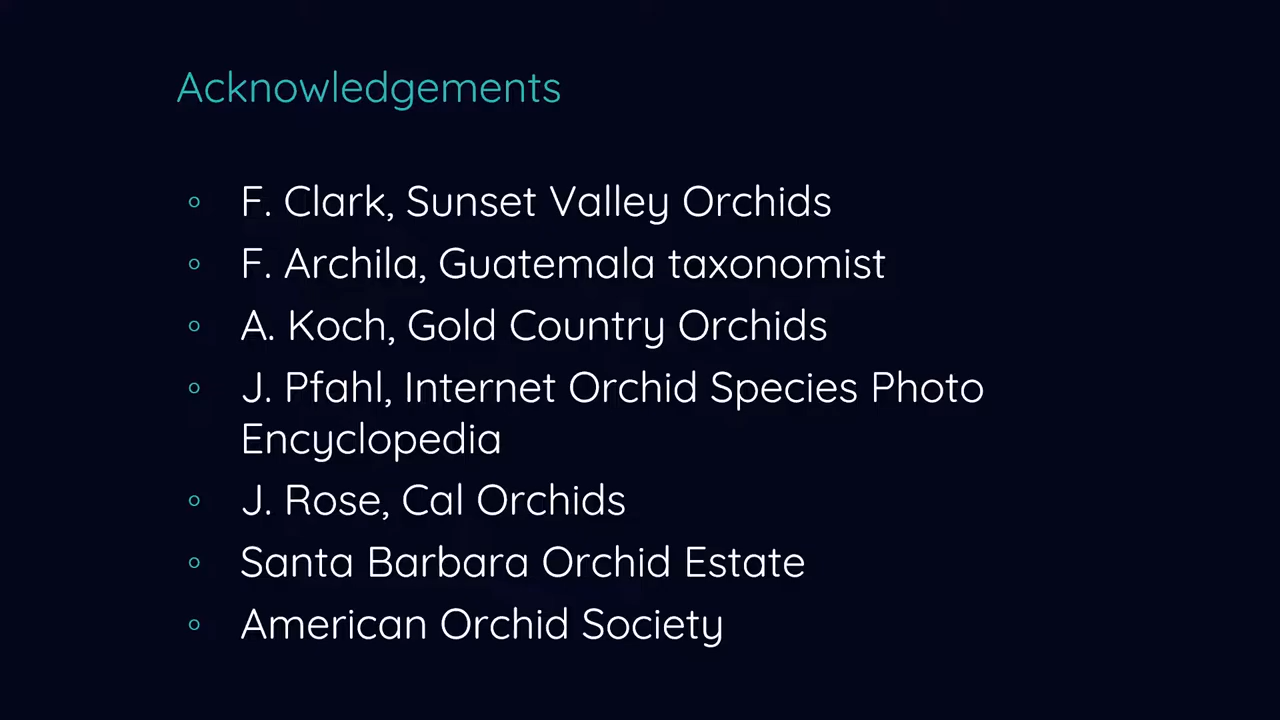 Acknowledgements
F. Clark, Sunset Valley Orchids
F. Archila, Guatemala taxonomist
A. Koch, Gold Country Orchids
J. Pfahl, Internet Orchid Species Photo
Encyclopedia
J. Rose, Cal Orchids
Santa Barbara Orchid Estate
American Orchid Society